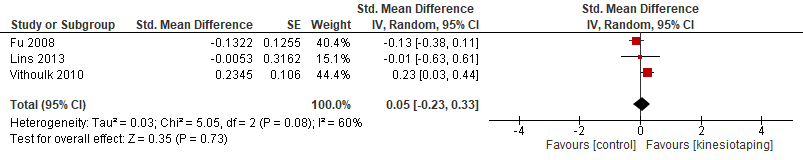 Std. Mean Difference Std. Mean Difference
Study or Subgroup Std. Mean Difference SE Weight IV, Random, 95% CI IV, Random, 95% CI
Fu 2008 -0.1322 0.1255 40.4% -0.13 [-0.38, 0.11]
Lins 2013 -0.0053 0.3162 15.1% -0.01 [-0.63, 0.61]
Vithoulk 2010 0.2345 0.106 44.4% 0.23 [0.03, 0.44]
Total (95% CI) 100.0% 0.05 [-0.23, 0.33]
Heterogeneity: Tau² = 0.03; Chi² = 5.05, df = 2 (P = 0.08); I² = 60%
Test for overall effect: Z = 0.35 (P = 0.73)
-4 -2 0 2 4
Favours [control] Favours [kinesiotaping]